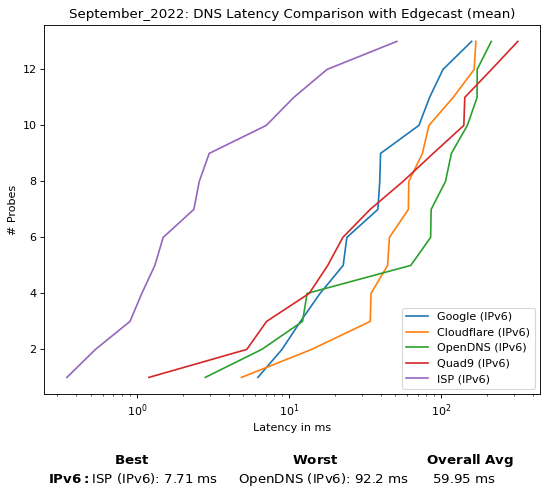 September_2022: DNS Latency Comparison with Edgecast (mean)
# Probes
12
10
8
6
4
2
Google (IPv6)
Cloudflare (IPv6)
OpenDNS (IPv6)
Quad9 (IPv6)
ISP (IPv6)
10⁰ 10¹ 10²
Latency in ms
Best Worst Overall Avg
IPv6: ISP (IPv6): 7.71 ms OpenDNS (IPv6): 92.2 ms 59.95 ms